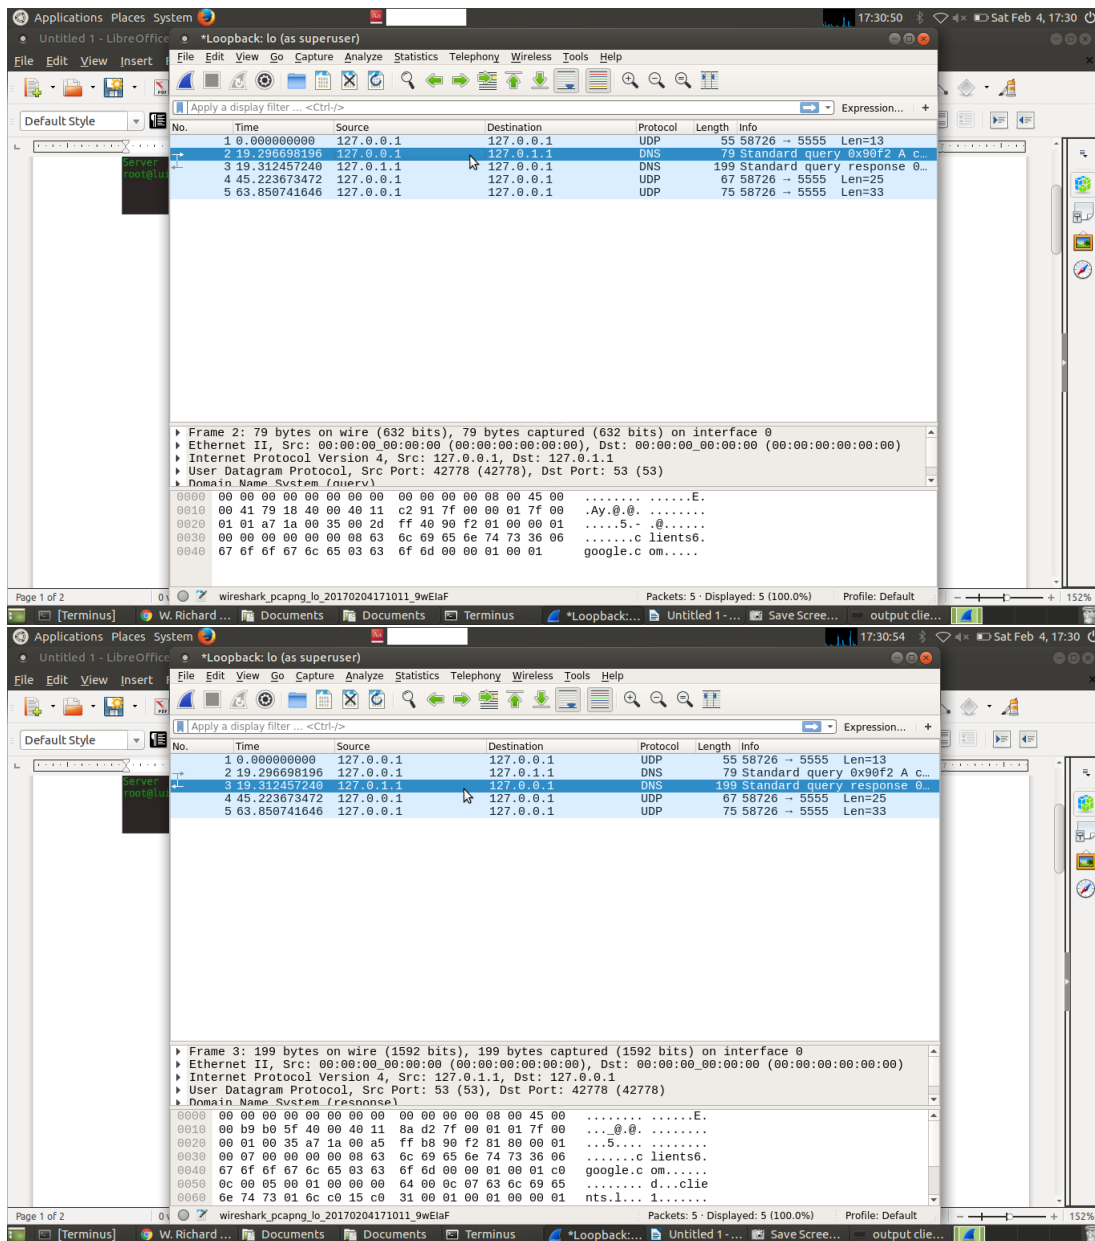 Applications Places System 17:30:50 Sat Feb 4, 17:30
Untitled 1 - LibreOffice *Loopback: lo (as superuser)
File Edit View Insert File Edit View Go Capture Analyze Statistics Telephony Wireless Tools Help
Apply a display filter ... <Ctrl-/> Expression... +
Default Style
No. Time Source Destination Protocol Length Info
1 0.000000000 127.0.0.1 127.0.0.1 UDP 55 58726 → 5555 Len=13
2 19.296698196 127.0.0.1 127.0.1.1 DNS 79 Standard query 0x90f2 A c...
3 19.312457240 127.0.1.1 127.0.0.1 DNS 199 Standard query response 0...
4 45.223673472 127.0.0.1 127.0.0.1 UDP 67 58726 → 5555 Len=25
5 63.850741646 127.0.0.1 127.0.0.1 UDP 75 58726 → 5555 Len=33
Server
root@lui
Frame 2: 79 bytes on wire (632 bits), 79 bytes captured (632 bits) on interface 0
Ethernet II, Src: 00:00:00_00:00:00 (00:00:00:00:00:00), Dst: 00:00:00_00:00:00 (00:00:00:00:00:00)
Internet Protocol Version 4, Src: 127.0.0.1, Dst: 127.0.1.1
User Datagram Protocol, Src Port: 42778 (42778), Dst Port: 53 (53)
Domain Name System (query)
0000 00 00 00 00 00 00 00 00 00 00 00 00 08 00 45 00 ........ ......E.
0010 00 41 79 18 40 00 40 11 c2 91 7f 00 00 01 7f 00 .Ay.@.@. ........
0020 01 01 a7 1a 00 35 00 2d ff 40 90 f2 01 00 00 01 .....5.- .@......
0030 00 00 00 00 00 00 08 63 6c 69 65 6e 74 73 36 06 .......c lients6.
0040 67 6f 6f 67 6c 65 03 63 6f 6d 00 00 01 00 01 google.c om.....
Page 1 of 2 wireshark_pcapng_lo_20170204171011_9wEIaF Packets: 5 · Displayed: 5 (100.0%) Profile: Default 152%
[Terminus] W. Richard ... Documents Documents Terminus *Loopback:... Untitled 1 - ... Save Scree... output clie...
Applications Places System 17:30:54 Sat Feb 4, 17:30
Untitled 1 - LibreOffice *Loopback: lo (as superuser)
File Edit View Insert File Edit View Go Capture Analyze Statistics Telephony Wireless Tools Help
Apply a display filter ... <Ctrl-/> Expression... +
Default Style
No. Time Source Destination Protocol Length Info
1 0.000000000 127.0.0.1 127.0.0.1 UDP 55 58726 → 5555 Len=13
2 19.296698196 127.0.0.1 127.0.1.1 DNS 79 Standard query 0x90f2 A c...
3 19.312457240 127.0.1.1 127.0.0.1 DNS 199 Standard query response 0...
4 45.223673472 127.0.0.1 127.0.0.1 UDP 67 58726 → 5555 Len=25
5 63.850741646 127.0.0.1 127.0.0.1 UDP 75 58726 → 5555 Len=33
Server
root@lui
Frame 3: 199 bytes on wire (1592 bits), 199 bytes captured (1592 bits) on interface 0
Ethernet II, Src: 00:00:00_00:00:00 (00:00:00:00:00:00), Dst: 00:00:00_00:00:00 (00:00:00:00:00:00)
Internet Protocol Version 4, Src: 127.0.1.1, Dst: 127.0.0.1
User Datagram Protocol, Src Port: 53 (53), Dst Port: 42778 (42778)
Domain Name System (response)
0000 00 00 00 00 00 00 00 00 00 00 00 00 08 00 45 00 ........ ......E.
0010 00 b9 b0 5f 40 00 40 11 8a d2 7f 00 01 01 7f 00 ..._@.@. ........
0020 00 01 00 35 a7 1a 00 a5 ff b8 90 f2 81 80 00 01 ...5.... ........
0030 00 07 00 00 00 00 08 63 6c 69 65 6e 74 73 36 06 .......c lients6.
0040 67 6f 6f 67 6c 65 03 63 6f 6d 00 00 01 00 01 c0 google.c om......
0050 0c 00 05 00 01 00 00 00 64 00 0c 07 63 6c 69 65 ........ d...clie
0060 6e 74 73 01 6c c0 15 c0 31 00 01 00 01 00 00 01 nts.l... 1.......
Page 1 of 2 wireshark_pcapng_lo_20170204171011_9wEIaF Packets: 5 · Displayed: 5 (100.0%) Profile: Default 152%
[Terminus] W. Richard ... Documents Documents Terminus *Loopback:... Untitled 1 - ... Save Scree... output clie...